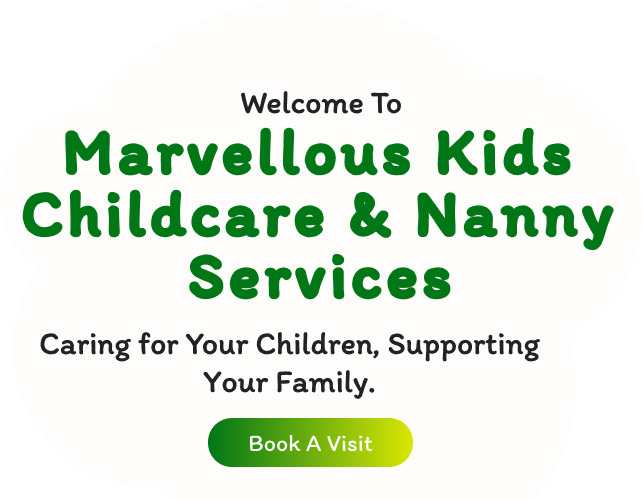 Welcome To
Marvellous Kids
Childcare & Nanny
Services
Caring for Your Children, Supporting
Your Family.
Book A Visit